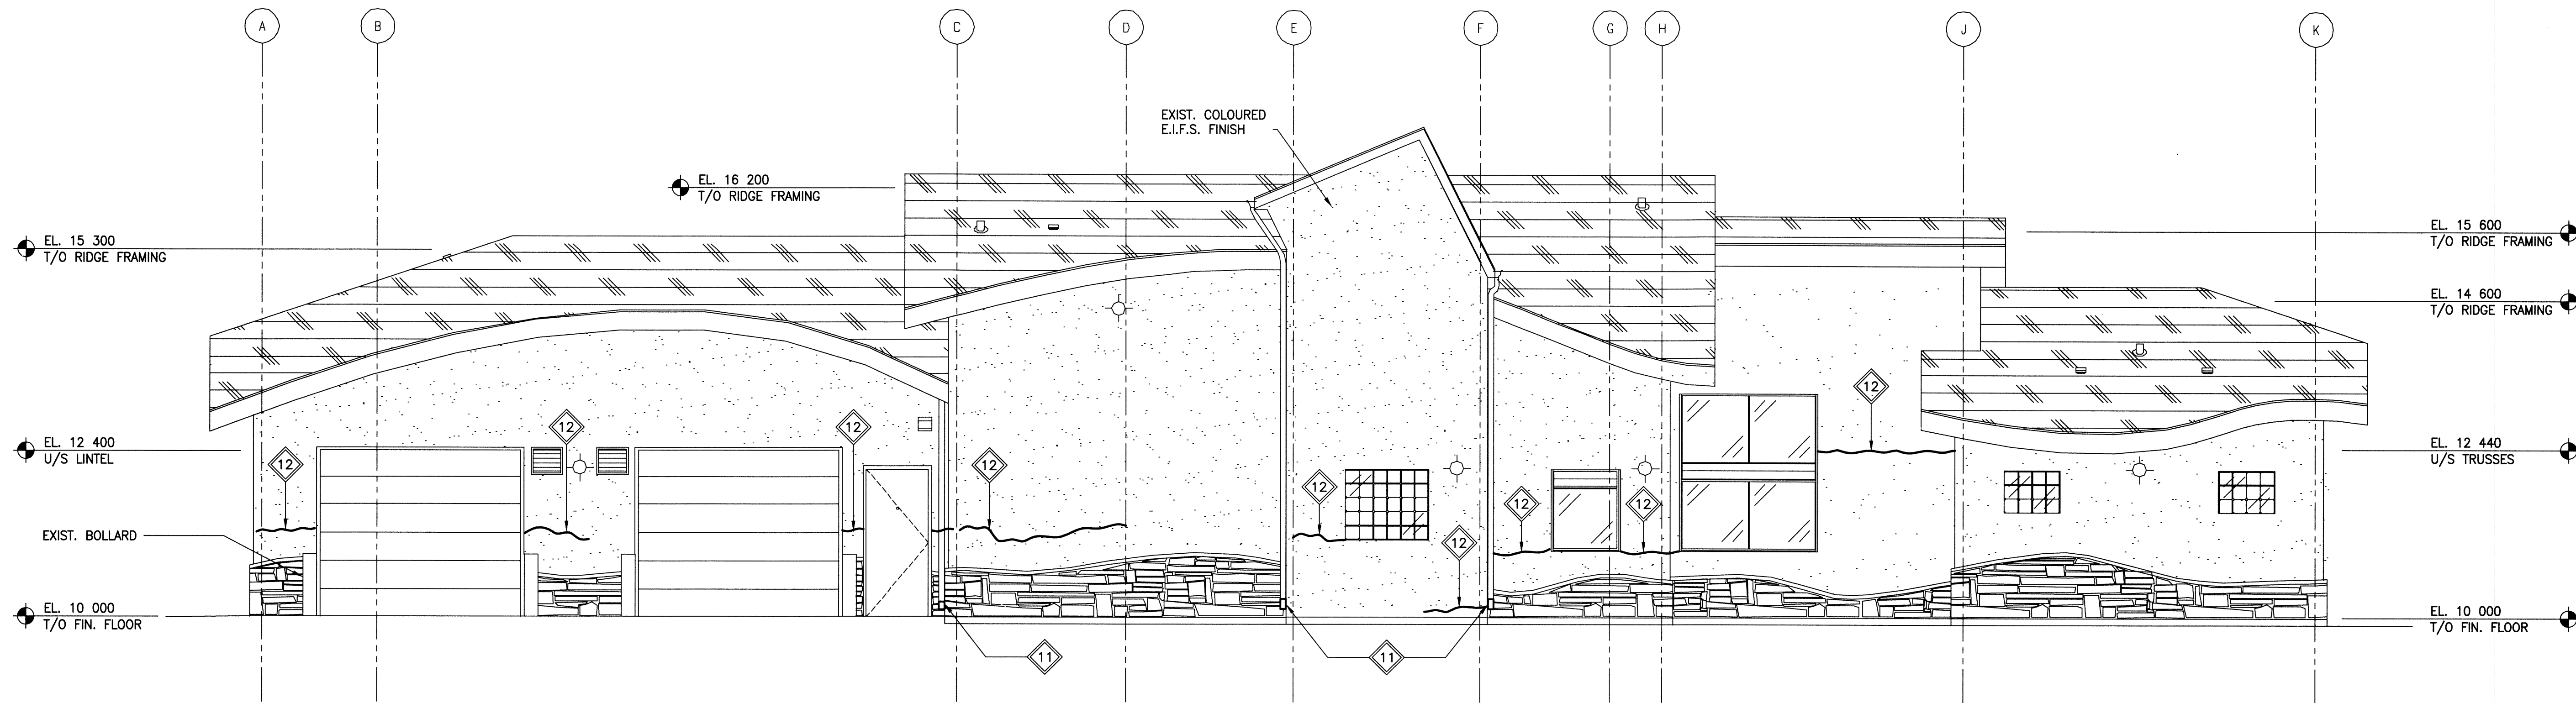 A
B
C
D
E
F
G
H
J
K
EXIST. COLOURED
E.I.F.S. FINISH
EL. 16 200
T/O RIDGE FRAMING
EL. 15 300
T/O RIDGE FRAMING
EL. 15 600
T/O RIDGE FRAMING
EL. 14 600
T/O RIDGE FRAMING
12
12
12
EL. 12 400
U/S LINTEL
EL. 12 440
U/S TRUSSES
12
12
12
12
12
EXIST. BOLLARD
12
EL. 10 000
T/O FIN. FLOOR
EL. 10 000
T/O FIN. FLOOR
11
11